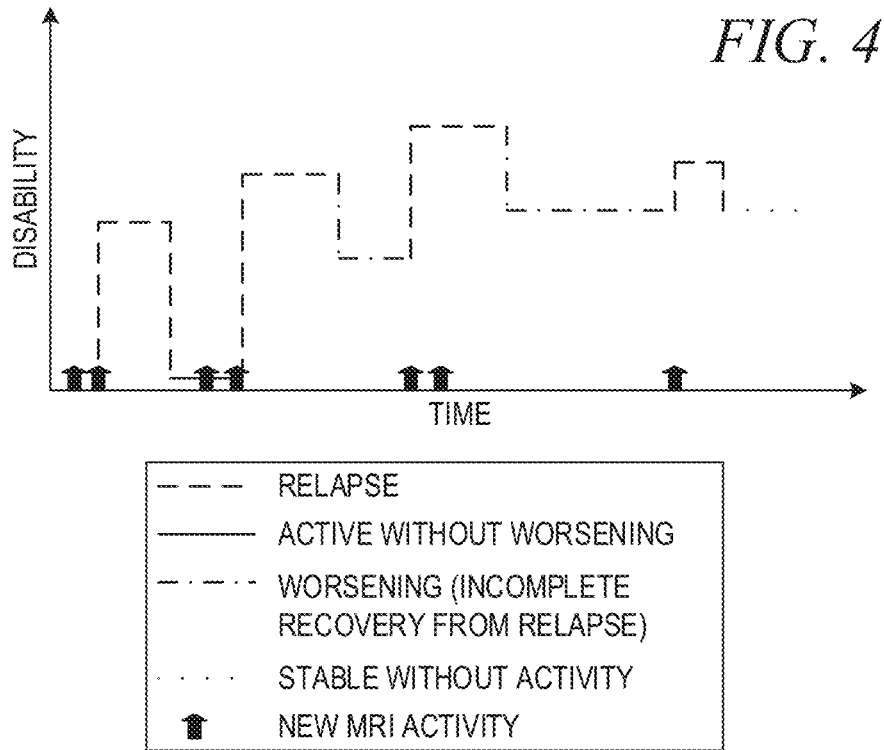 FIG. 4
DISABILITY
TIME
RELAPSE
ACTIVE WITHOUT WORSENING
WORSENING (INCOMPLETE
RECOVERY FROM RELAPSE)
STABLE WITHOUT ACTIVITY
NEW MRI ACTIVITY